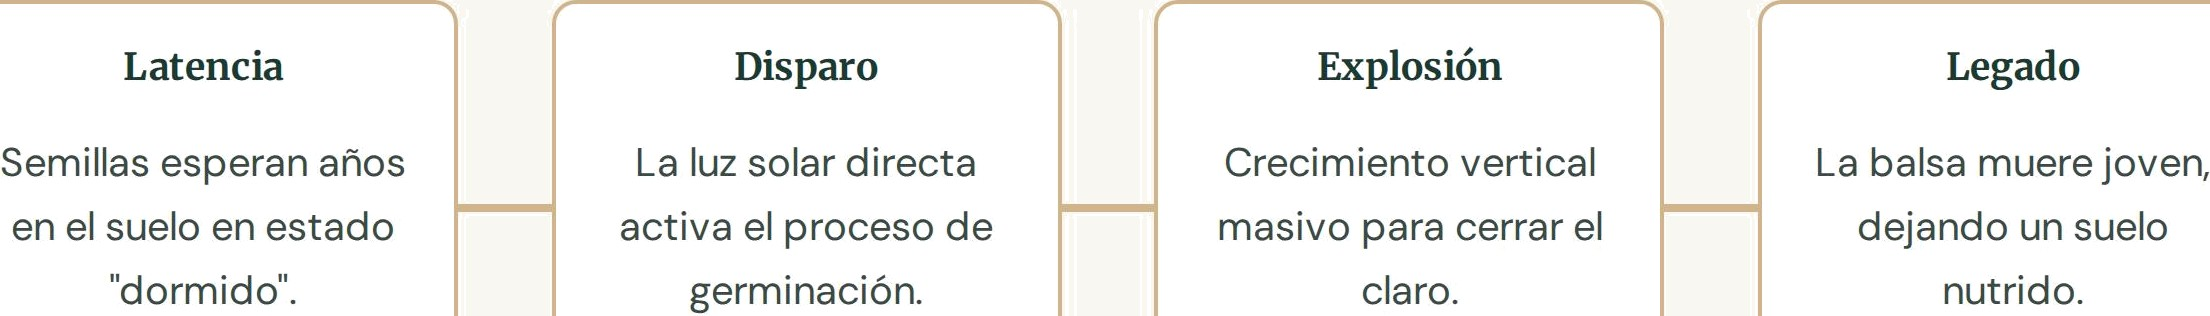 Latencia
Semillas esperan años
en el suelo en estado
"dormido".
Disparo
La luz solar directa
activa el proceso de
germinación.
Explosión
Crecimiento vertical
masivo para cerrar el
claro.
Legado
La balsa muere joven,
dejando un suelo
nutrido.